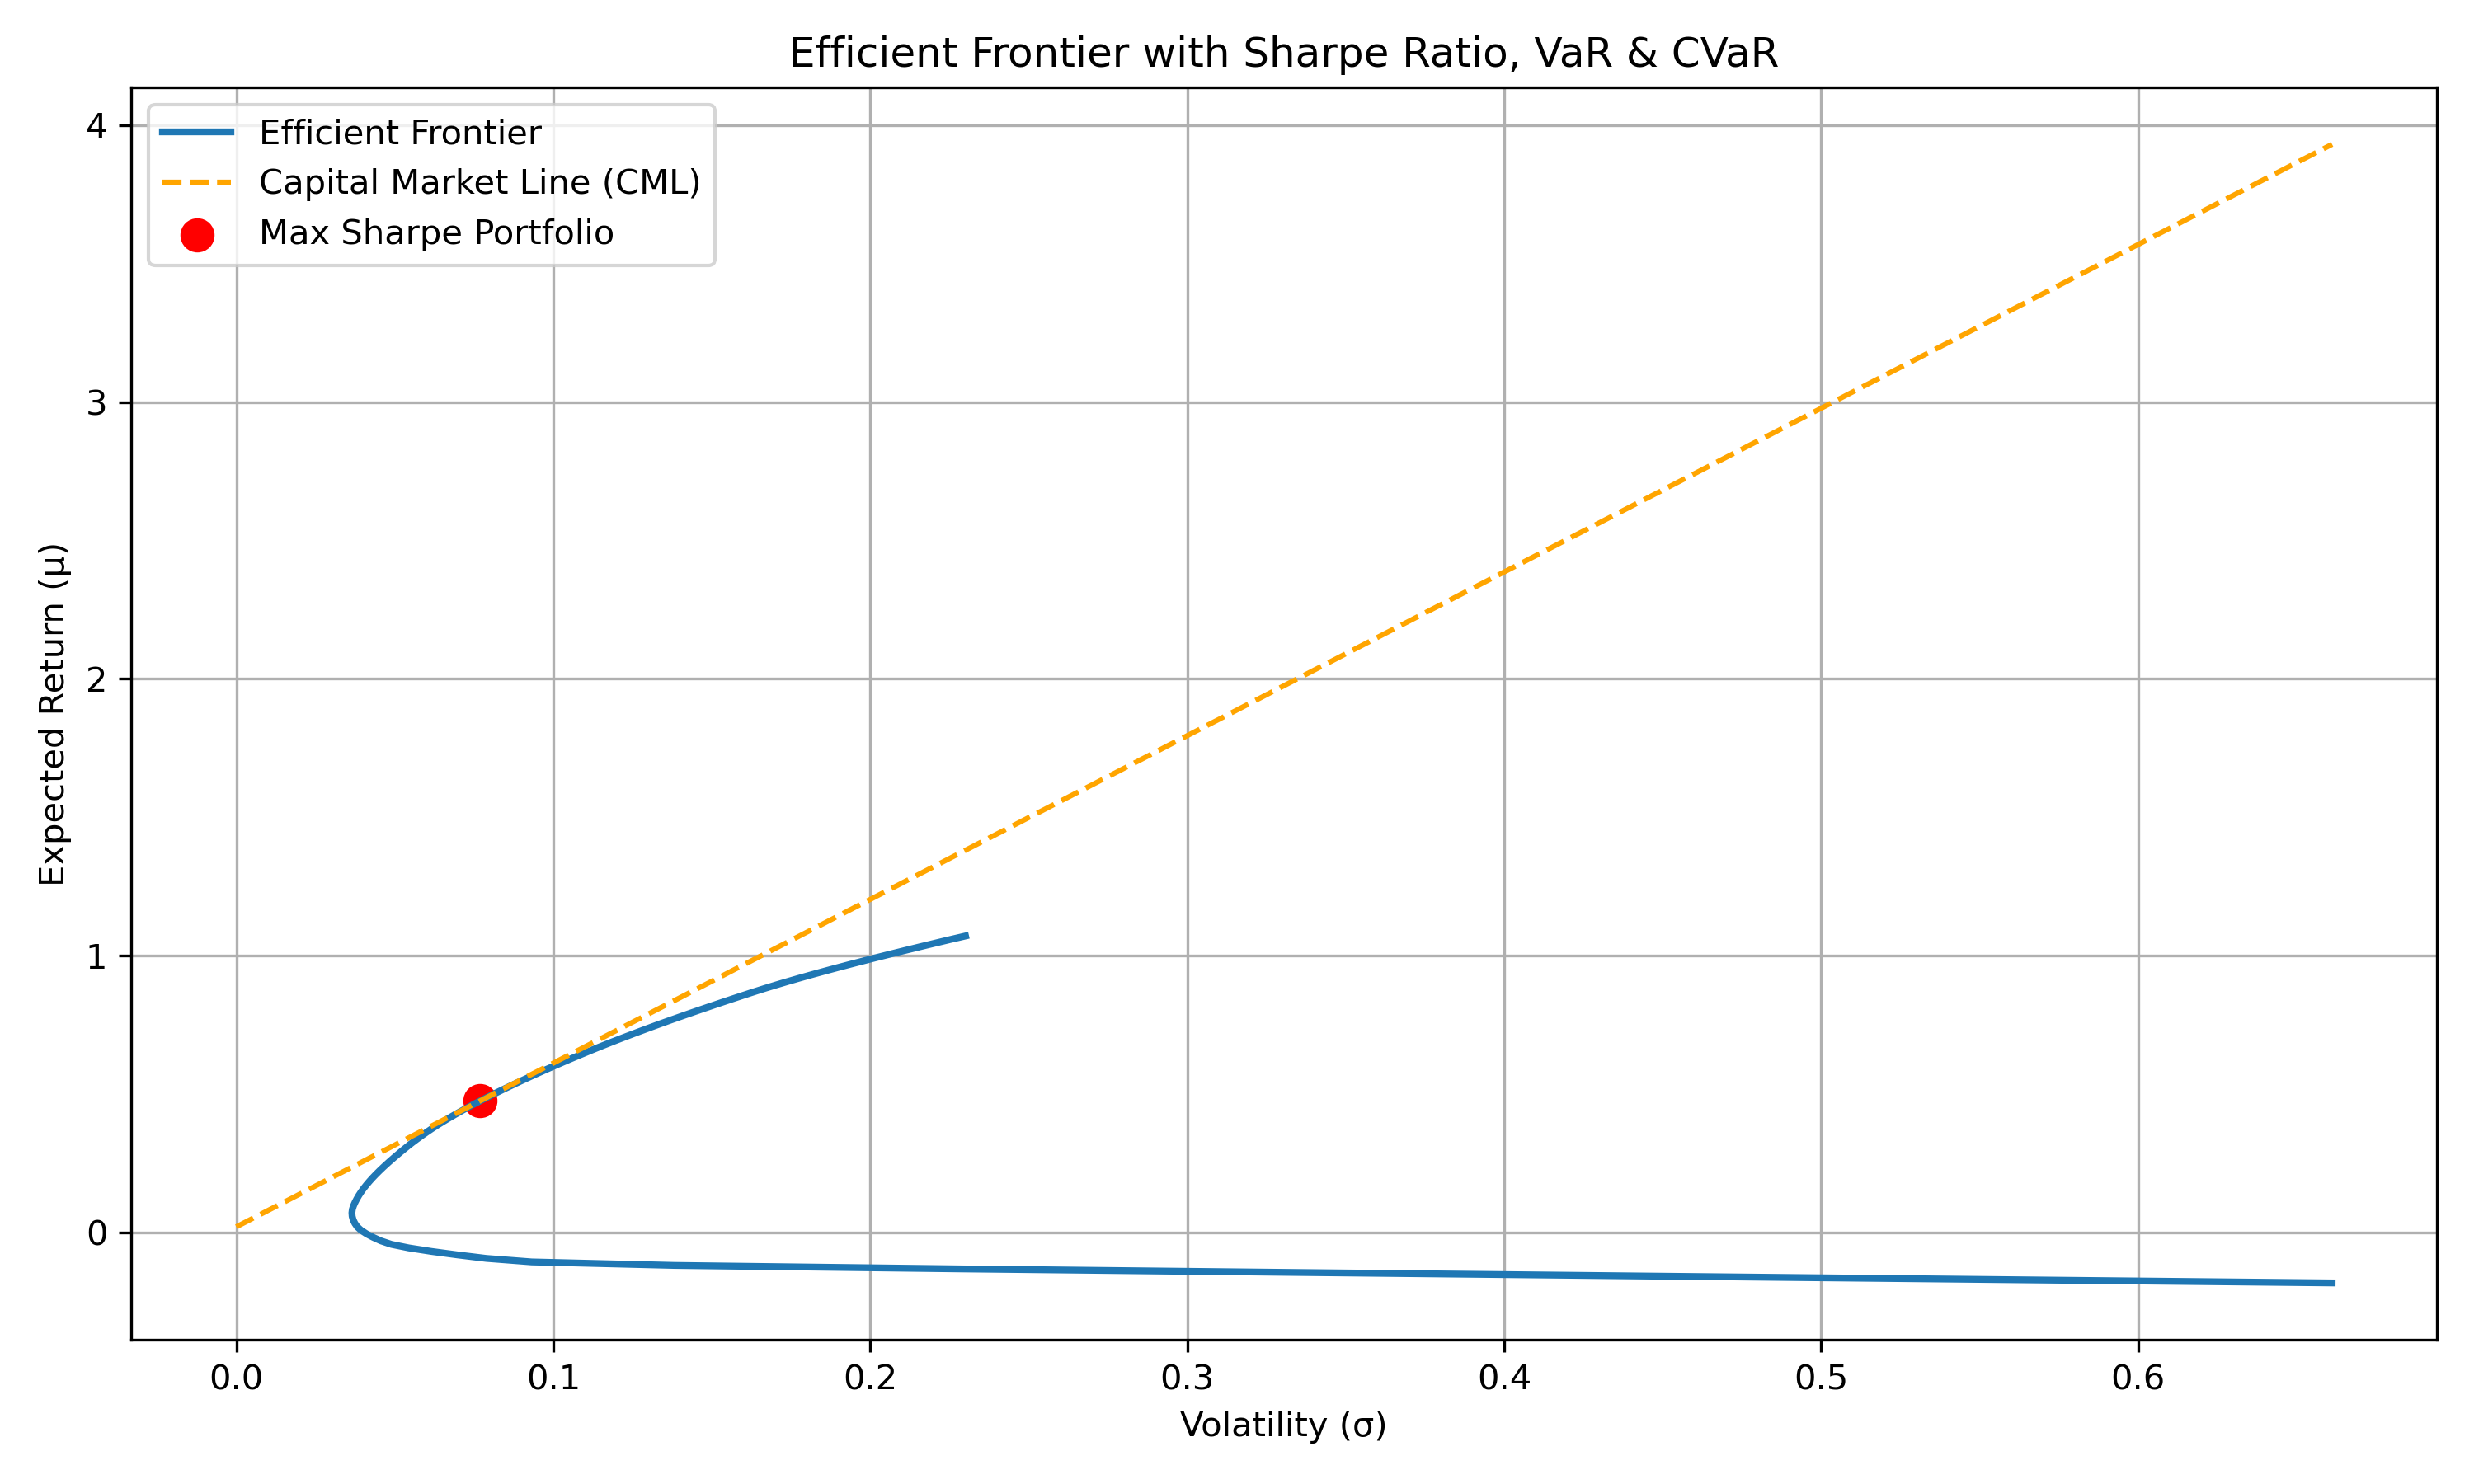 Efficient Frontier with Sharpe Ratio, VaR & CVaR
Efficient Frontier
Capital Market Line (CML)
Max Sharpe Portfolio
Expected Return (μ)
4
3
2
1
0
0.0 0.1 0.2 0.3 0.4 0.5 0.6
Volatility (σ)